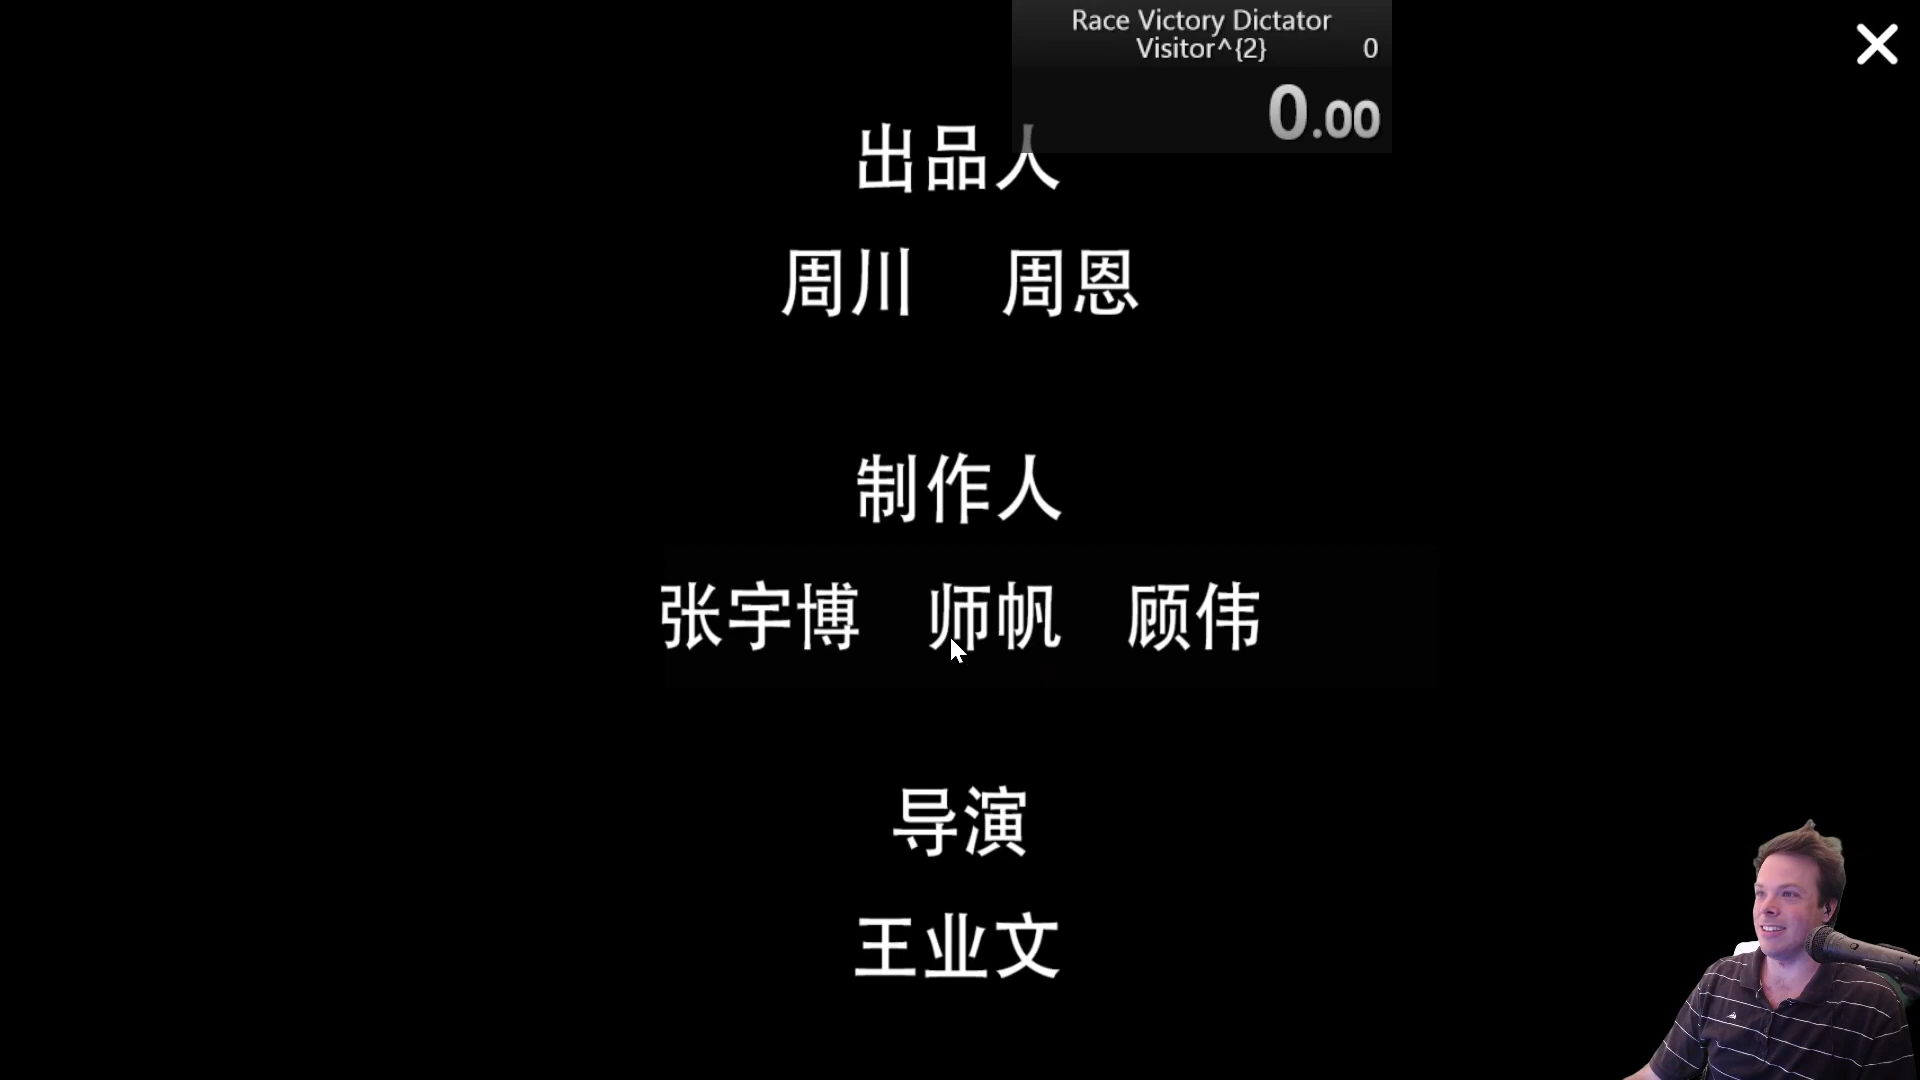 Race Victory Dictator
Visitor^{2} 0
0.00
出品人
周川 周恩
制作人
张宇博 师帆 顾伟
导演
王业文